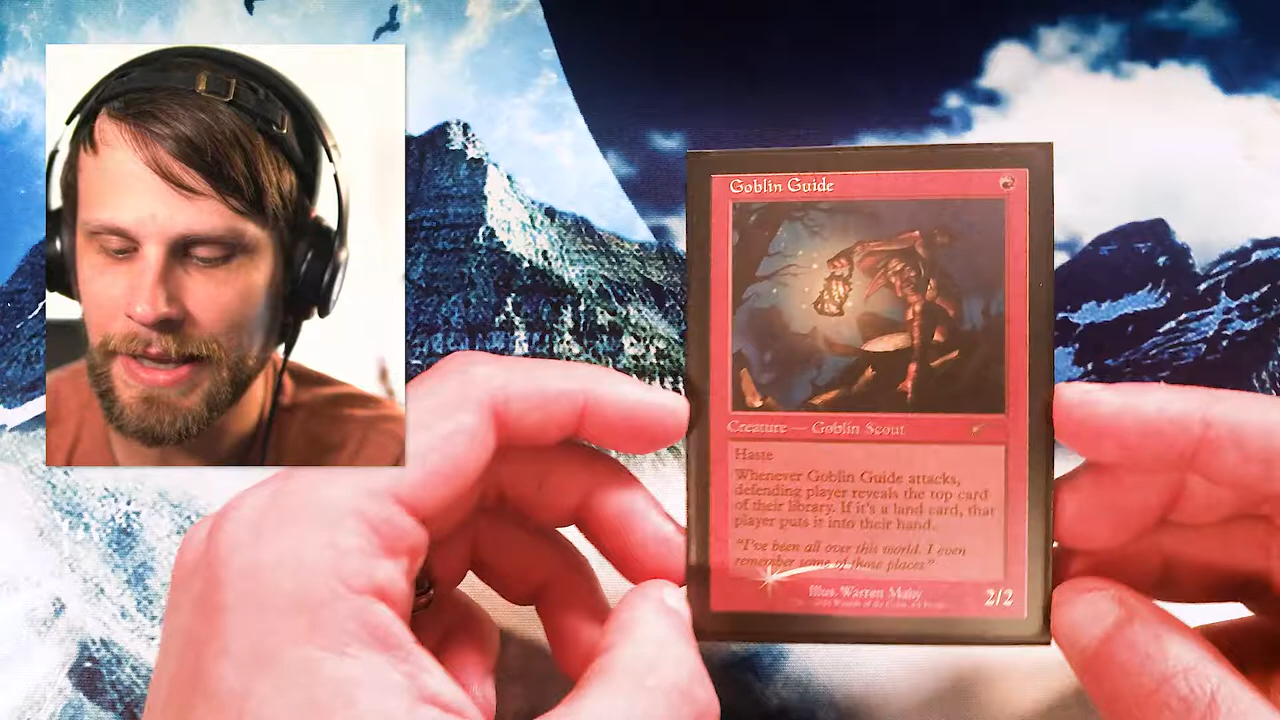 Goblin Guide
Creature — Goblin Scout
Haste
Whenever Goblin Guide attacks,
defending player reveals the top card
of their library. If it's a land card, that
player puts it into their hand.
"I've been all over this world. I even
remember some of those places."
Illus. Warren Mahy
2/2